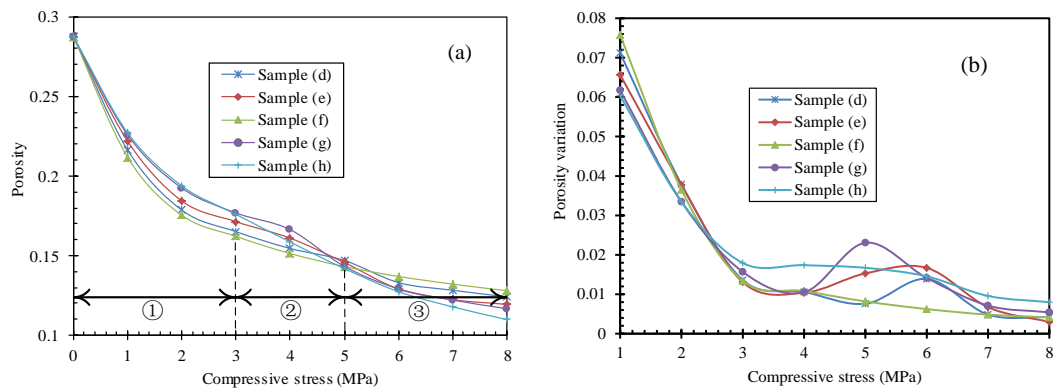 (a)
Porosity
0.3
0.25
0.2
0.15
0.1
Sample (d)
Sample (e)
Sample (f)
Sample (g)
Sample (h)
① ② ③
0 1 2 3 4 5 6 7 8
Compressive stress (MPa)
(b)
Porosity variation
0.08
0.07
0.06
0.05
0.04
0.03
0.02
0.01
0
Sample (d)
Sample (e)
Sample (f)
Sample (g)
Sample (h)
1 2 3 4 5 6 7 8
Compressive stress (MPa)